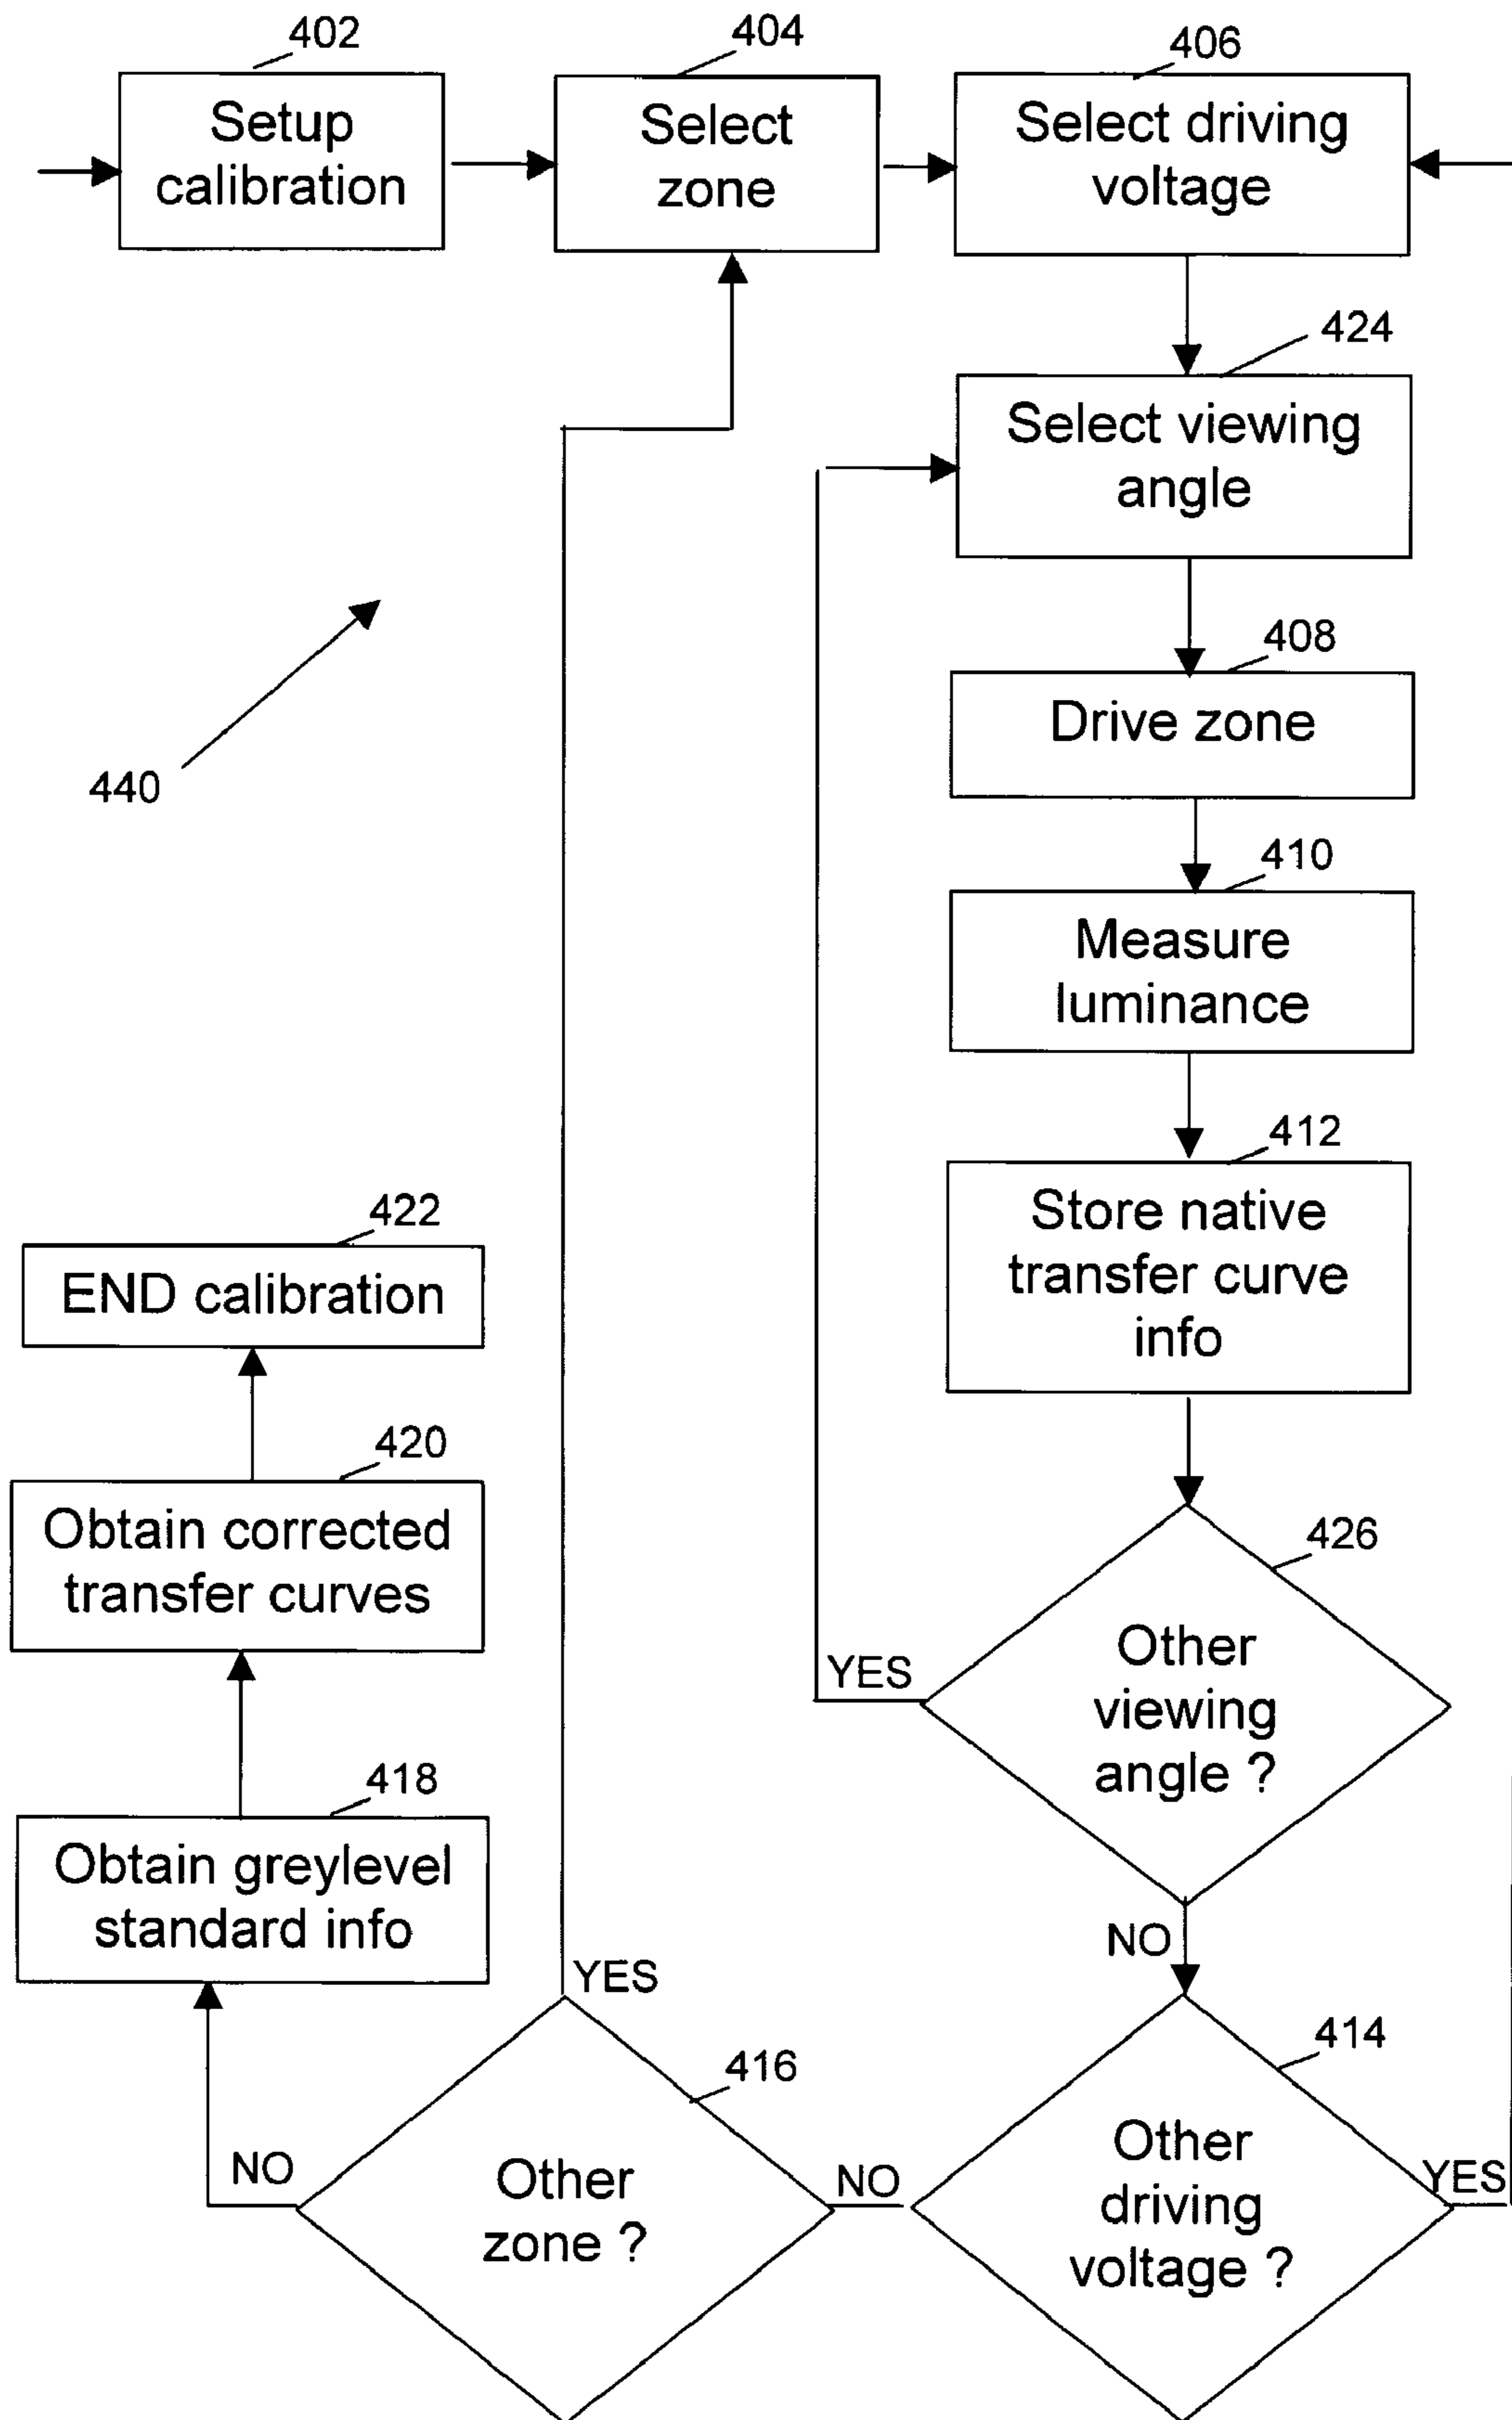 402
Setup
calibration
404
Select
zone
406
Select driving
voltage
424
Select viewing
angle
408
Drive zone
440
410
Measure
luminance
412
Store native
transfer curve
info
422
END calibration
420
Obtain corrected
transfer curves
426
Other
viewing
angle ?
YES
NO
418
Obtain greylevel
standard info
YES
416
Other
zone ?
NO
NO
414
Other
driving
voltage ?
YES